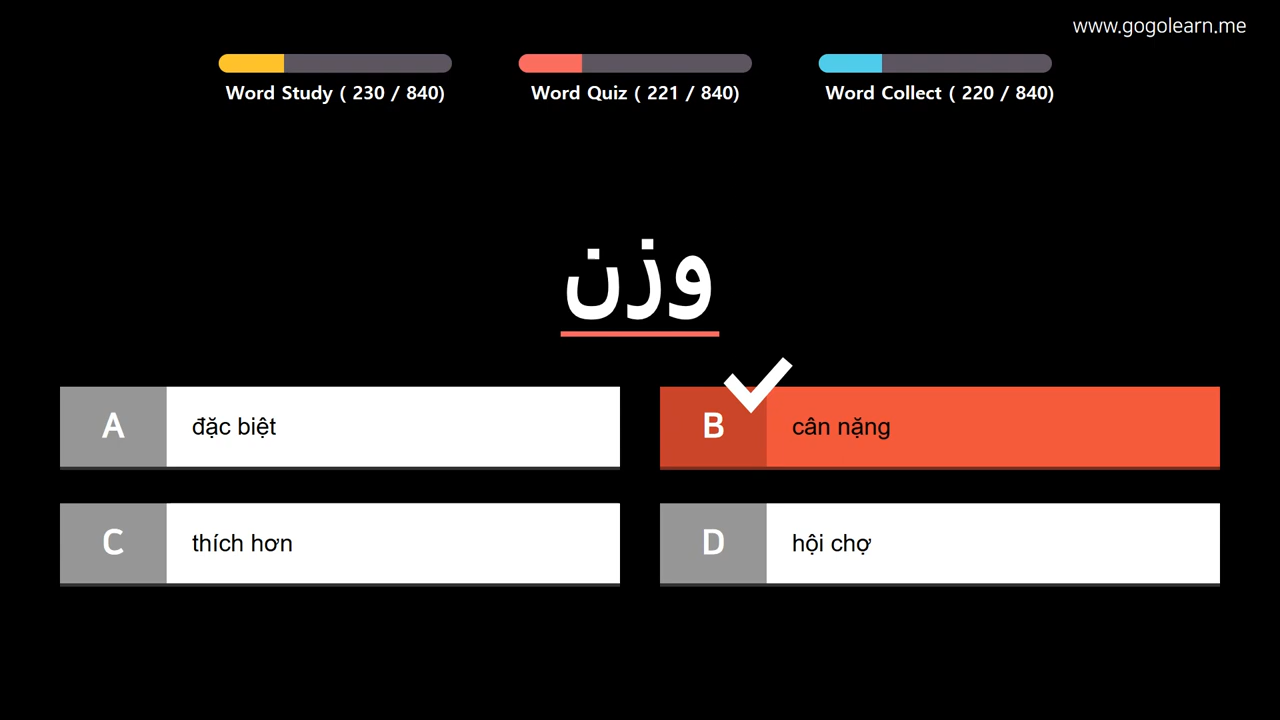 www.gogolearn.me
Word Study ( 230 / 840)
Word Quiz ( 221 / 840)
Word Collect ( 220 / 840)
وزن
A
đặc biệt
B
cân nặng
C
thích hơn
D
hội chợ